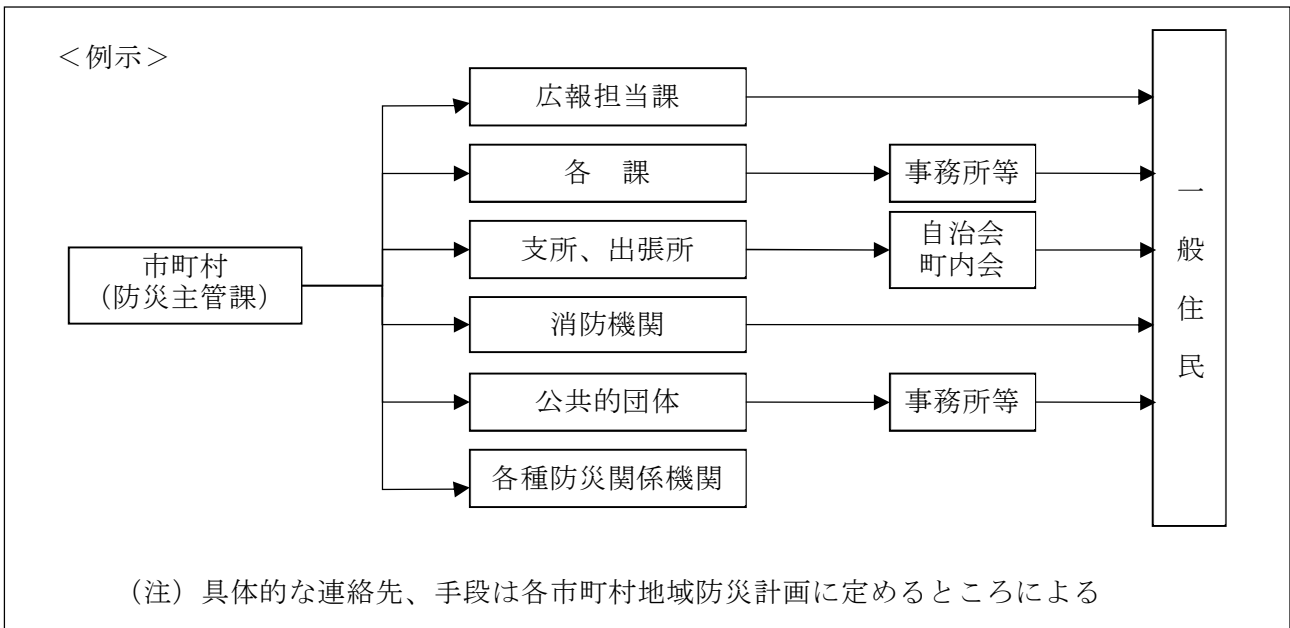 <例示>
広報担当課
各 課
事務所等
支所、出張所
自治会
町内会
市町村
(防災主管課)
消防機関
公共的団体
事務所等
各種防災関係機関
一般住民
(注)具体的な連絡先、手段は各市町村地域防災計画に定めるところによる